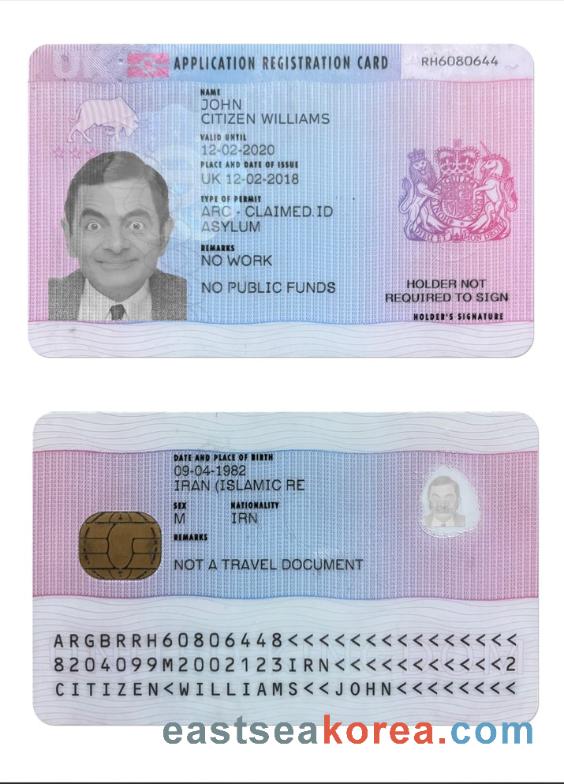 UK
APPLICATION REGISTRATION CARD
RH6080644
NAME
JOHN
CITIZEN WILLIAMS
VALID UNTIL
12-02-2020
PLACE AND DATE OF ISSUE
UK 12-02-2018
TYPE OF PERMIT
ARC - CLAIMED ID
ASYLUM
REMARKS
NO WORK
NO PUBLIC FUNDS
HOLDER NOT
REQUIRED TO SIGN
HOLDER'S SIGNATURE
DATE AND PLACE OF BIRTH
09-04-1982
IRAN (ISLAMIC RE
SEX NATIONALITY
M IRN
REMARKS
NOT A TRAVEL DOCUMENT
ARGBRRH60806448<<<<<<<<<<<<<<<
8204099M2002123IRN<<<<<<<<<<<2
CITIZEN<WILLIAMS<<JOHN<<<<<<<<
eastseakorea.com